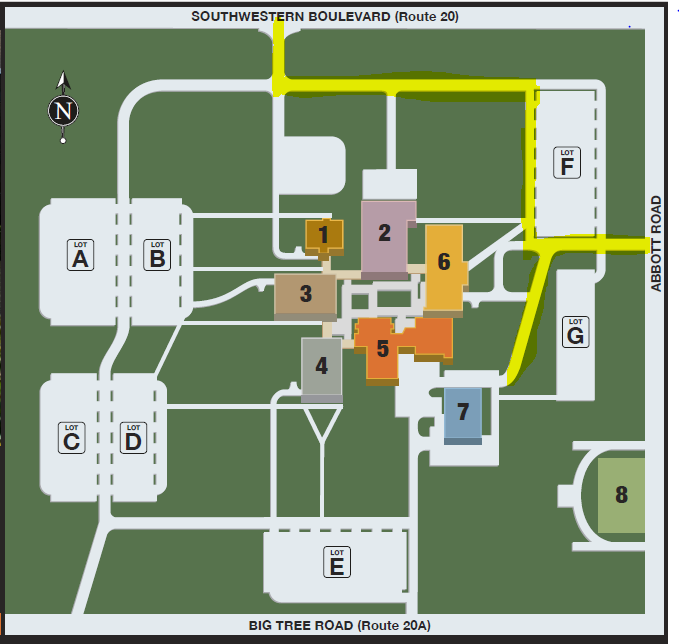 SOUTHWESTERN BOULEVARD (Route 20)
N
LOT
F
ABBOTT ROAD
1
2
LOT
A
LOT
B
6
3
LOT
G
5
4
7
LOT
C
LOT
D
8
LOT
E
BIG TREE ROAD (Route 20A)